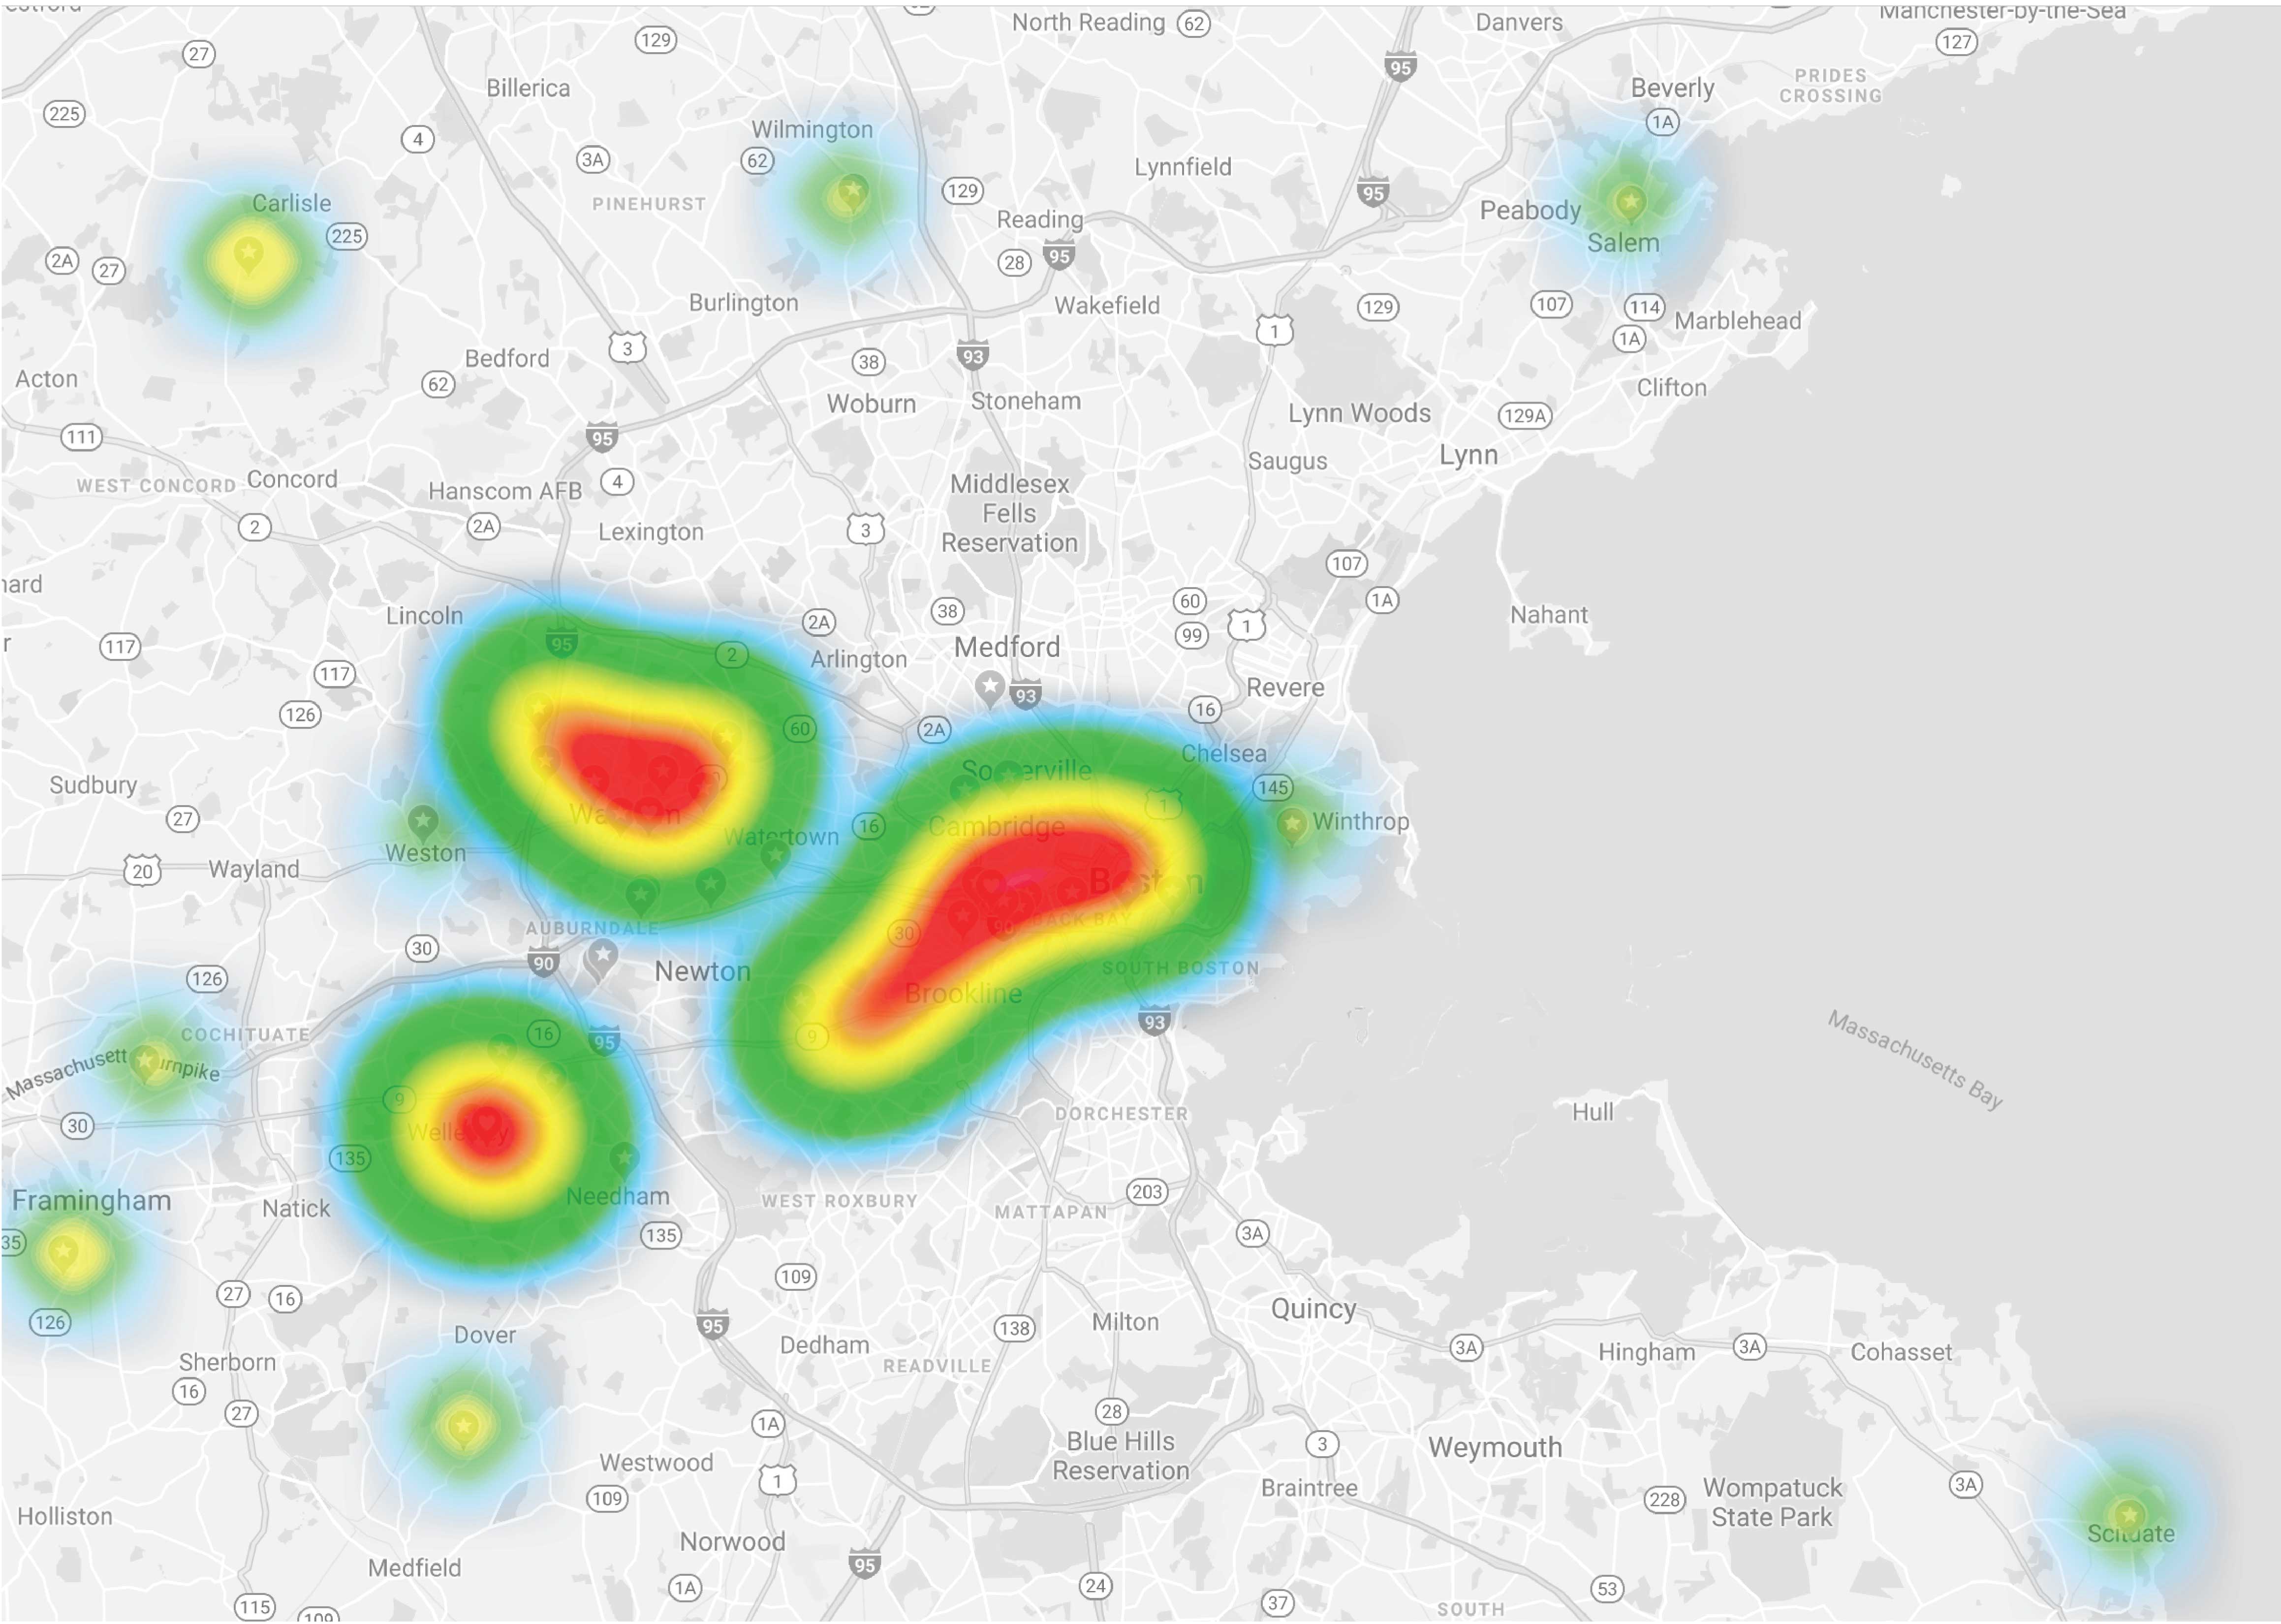 Manchester-by-the-Sea
27
129
North Reading 62
Danvers
127
95
Billerica
Beverly
PRIDES
CROSSING
225
1A
Wilmington
4
3A
62
Lynnfield
95
129
PINEHURST
Carlisle
225
Reading
Peabody
Salem
2A
27
28
95
Burlington
Wakefield
129
107
114
Marblehead
1A
1
3
Bedford
38
93
Acton
62
Woburn
Stoneham
Clifton
Lynn Woods
129A
111
95
Lynn
Saugus
WEST CONCORD
Concord
4
Hanscom AFB
Middlesex
Fells
Reservation
2
2A
Lexington
3
107
60
1A
Lincoln
38
2A
1
Nahant
99
117
95
2
Arlington
Medford
117
93
Revere
126
16
60
2A
Chelsea
Somerville
Sudbury
145
1
27
Waltham
Watertown
16
Cambridge
Winthrop
Weston
20
Wayland
Boston
BACK BAY
90
AUBURNDALE
30
30
90
Newton
SOUTH BOSTON
126
Brookline
93
COCHITUATE
16
95
9
Massachusetts Bay
Massachusett
urnpike
9
30
Wellesley
135
DORCHESTER
Hull
Framingham
Natick
Needham
WEST ROXBURY
203
MATTAPAN
135
3A
35
109
27
16
126
95
Quincy
138
Milton
Dover
Dedham
3A
3A
Hingham
Cohasset
Sherborn
READVILLE
16
27
1A
28
Blue Hills
Reservation
3
Weymouth
Westwood
1
Braintree
Wompatuck
State Park
228
3A
109
Holliston
Scituate
Norwood
95
Medfield
1A
24
53
115
109
37
SOUTH